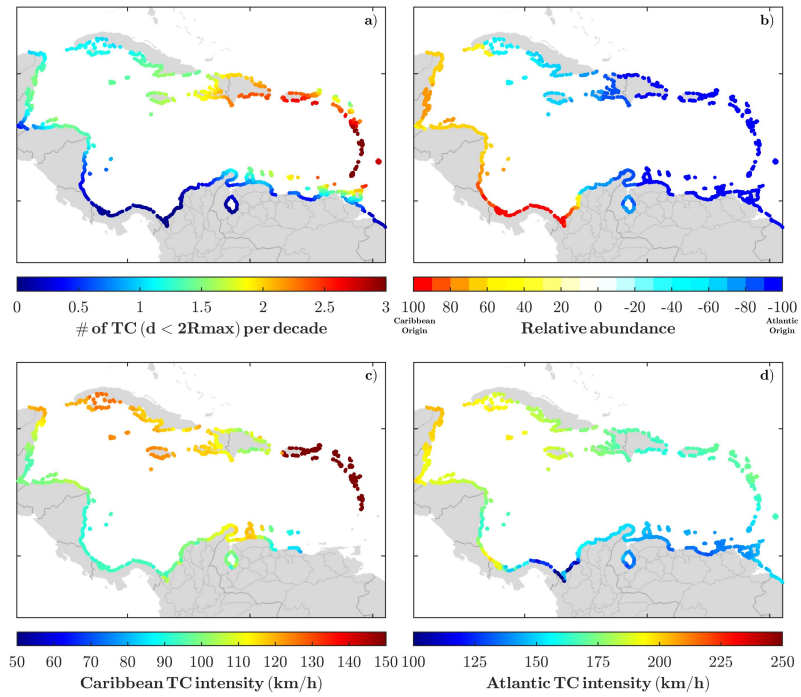 a)
b)
0 0.5 1 1.5 2 2.5 3
# of TC (d < 2Rmax) per decade
100 80 60 40 20 0 -20 -40 -60 -80 -100
Caribbean
Origin
Relative abundance
Atlantic
Origin
c)
d)
50 60 70 80 90 100 110 120 130 140 150
Caribbean TC intensity (km/h)
100 125 150 175 200 225 250
Atlantic TC intensity (km/h)